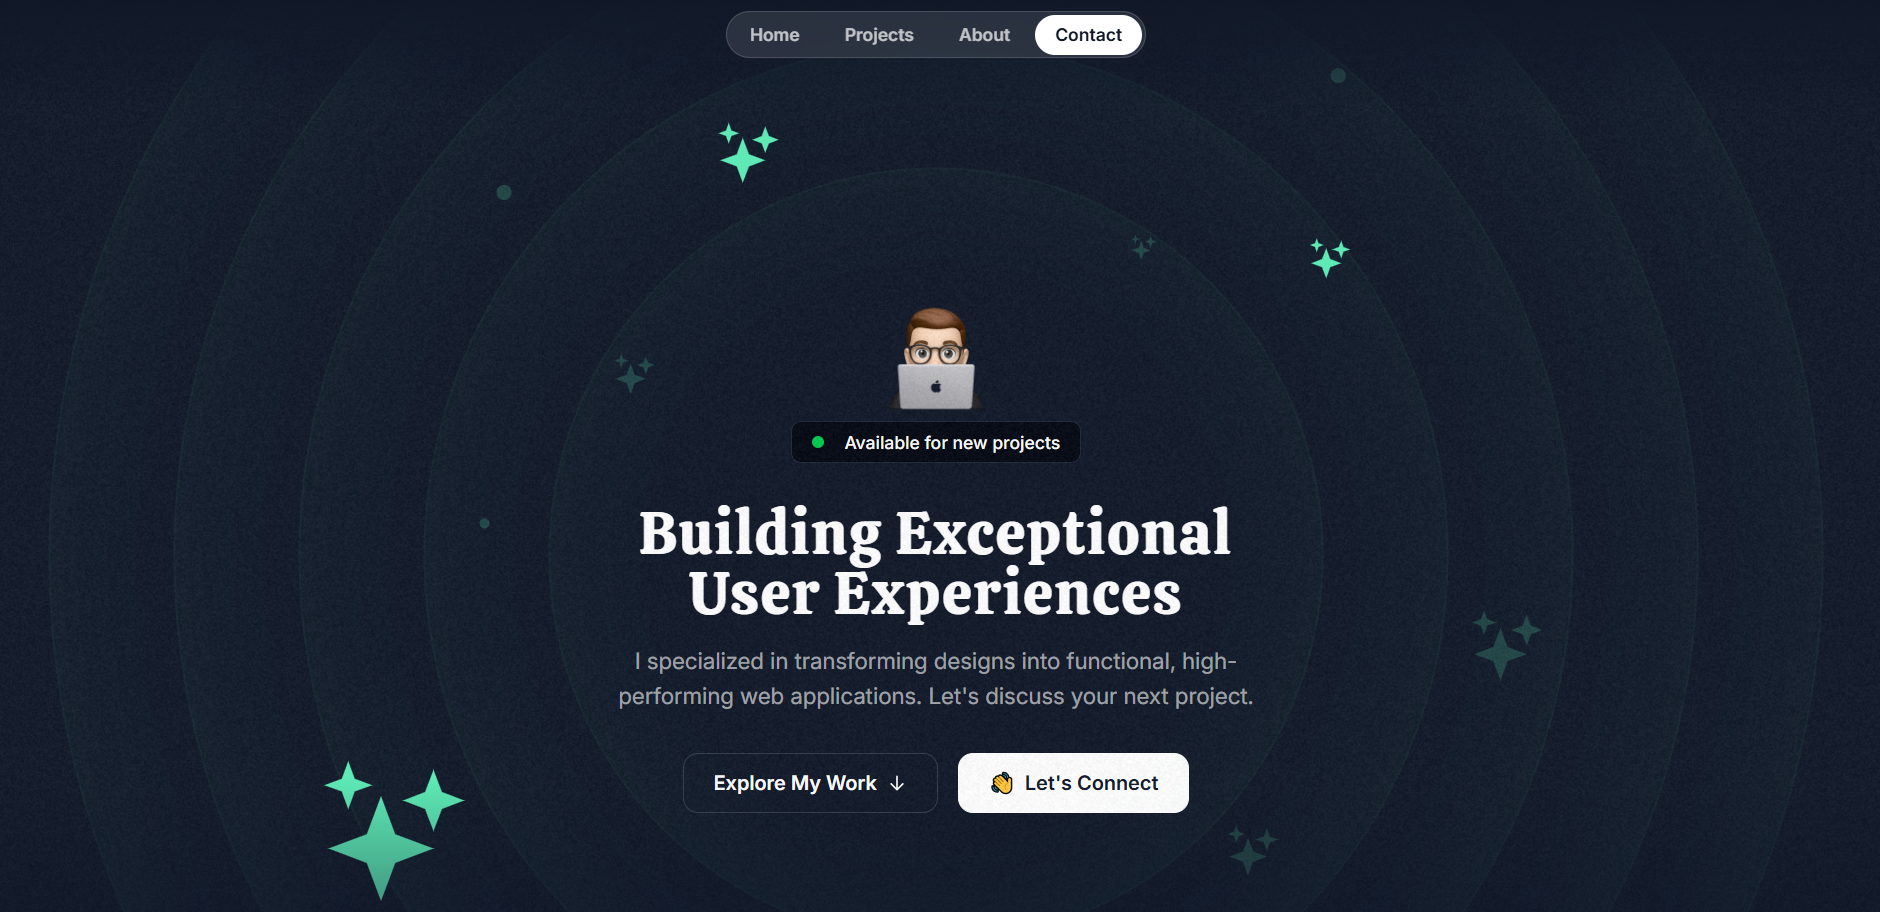 Home Projects About Contact
Available for new projects
Building Exceptional
User Experiences
I specialized in transforming designs into functional, high-
performing web applications. Let's discuss your next project.
Explore My Work ↓ 👋 Let's Connect